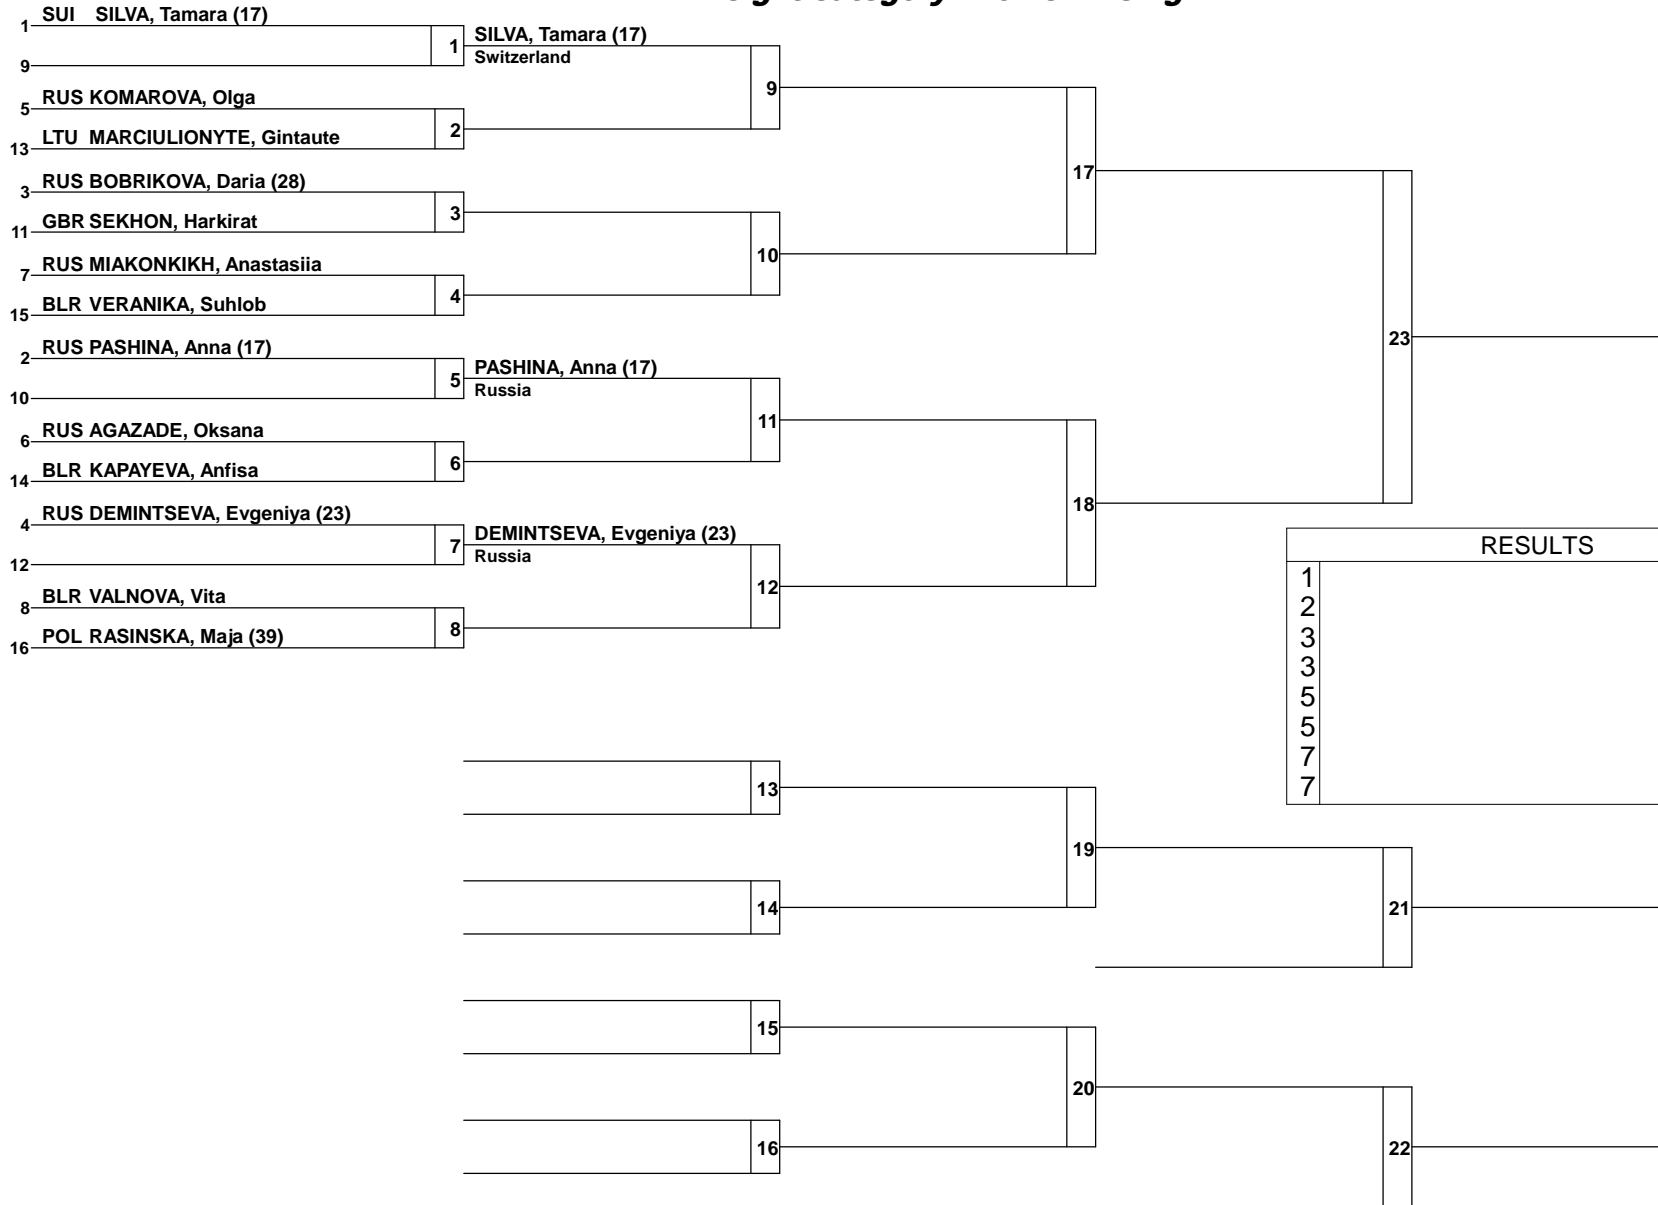 SUI SILVA, Tamara (17)
1
9
1
SILVA, Tamara (17)
Switzerland
RUS KOMAROVA, Olga
5
LTU MARCIULIONYTE, Gintaute
13
2
9
RUS BOBRIKOVA, Daria (28)
3
GBR SEKHON, Harkirat
11
3
RUS MIAKONKIKH, Anastasiia
7
BLR VERANIKA, Suhlob
15
4
10
17
RUS PASHINA, Anna (17)
2
10
5
PASHINA, Anna (17)
Russia
RUS AGAZADE, Oksana
6
BLR KAPAYEVA, Anfisa
14
6
11
RUS DEMINTSEVA, Evgeniya (23)
4
12
7
DEMINTSEVA, Evgeniya (23)
Russia
BLR VALNOVA, Vita
8
POL RASINSKA, Maja (39)
16
8
12
18
23
RESULTS
1
2
3
3
5
5
7
7
13
14
19
21
15
16
20
22